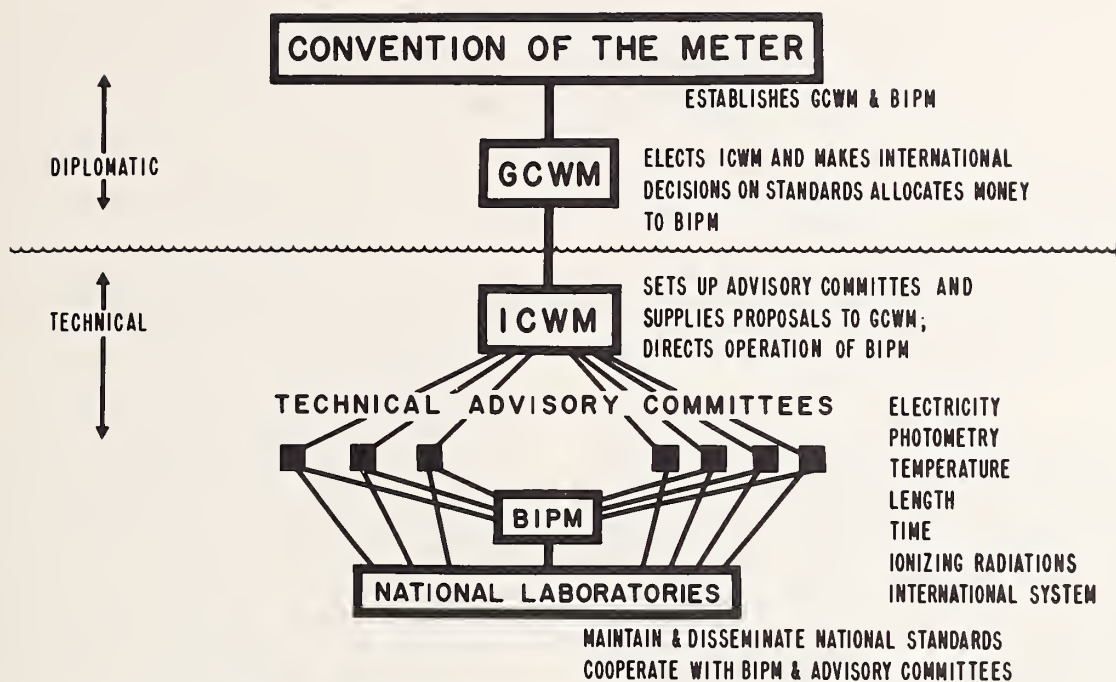 CONVENTION OF THE METER
ESTABLISHES GCWM & BIPM
DIPLOMATIC
GCWM
ELECTS ICWM AND MAKES INTERNATIONAL
DECISIONS ON STANDARDS ALLOCATES MONEY
TO BIPM
TECHNICAL
ICWM
SETS UP ADVISORY COMMITTES AND
SUPPLIES PROPOSALS TO GCWM;
DIRECTS OPERATION OF BIPM
TECHNICAL ADVISORY COMMITTEES
ELECTRICITY
PHOTOMETRY
TEMPERATURE
LENGTH
TIME
IONIZING RADIATIONS
INTERNATIONAL SYSTEM
BIPM
NATIONAL LABORATORIES
MAINTAIN & DISSEMINATE NATIONAL STANDARDS
COOPERATE WITH BIPM & ADVISORY COMMITTEES